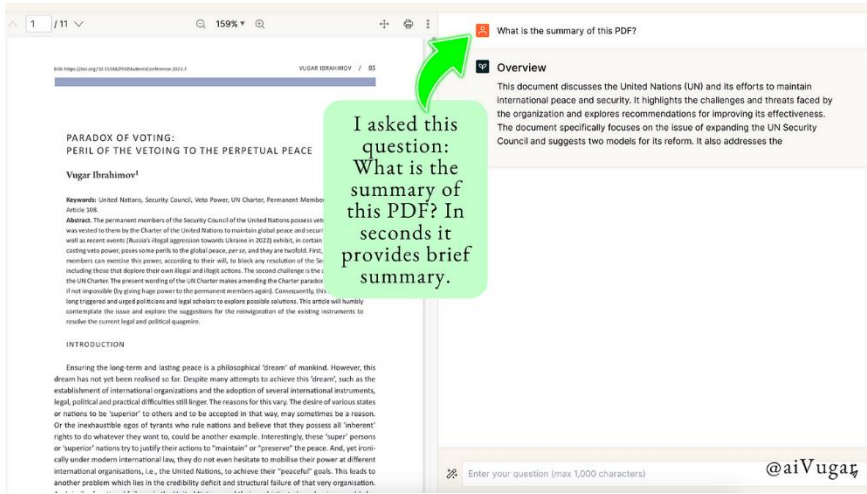 1 / 11
159%
VUGAR IBRAHIMOV / 85
PARADOX OF VOTING:
PERIL OF THE VETOING TO THE PERPETUAL PEACE
Vugar Ibrahimov¹
Keywords: United Nations, Security Council, Veto Power, UN Charter, Permanent Member
Article 108.
Abstract. The permanent members of the Security Council of the United Nations possess
was vested to them by the Charter of the United Nations to maintain global peace and
well as recent events (Russia's illegal aggression towards Ukraine in 2022) exhibit, in certain
casting veto power, poses some perils to the global peace, per se, and they are twofold. First,
members can exercise this power, according to their will, to block any resolution of the
including those that deplore their own illegal and illegit actions. The second challenge is the
the UN Charter. The present wording of the UN Charter makes amending the Charter
if not impossible (by giving huge power to the permanent members again). Consequently, this
long triggered and urged politicians and legal scholars to explore possible solutions. This article will humbly
contemplate the issue and explore the suggestions for the reinvigoration of the existing instruments to
resolve the current legal and political quagmire.
INTRODUCTION
Ensuring the long-term and lasting peace is a philosophical 'dream' of mankind. However, this
dream has not yet been realised so far. Despite many attempts to achieve this 'dream', such as the
establishment of international organizations and the adoption of several international instruments,
legal, political and practical difficulties still linger. The reasons for this vary. The desire of various states
or nations to be 'superior' to others and to be accepted in that way, may sometimes be a reason.
Or the inexhaustible egos of tyrants who rule nations and believe that they possess all 'inherent'
rights to do whatever they want to, could be another example. Interestingly, these 'super' persons
or 'superior' nations try to justify their actions to "maintain" or "preserve" the peace. And, yet ironi-
cally under modern international law, they do not even hesitate to mobilise their power at different
international organisations, i.e., the United Nations, to achieve their "peaceful" goals. This leads to
another problem which lies in the credibility deficit and structural failure of that very organisation.
I asked this
question:
What is the
summary of
this PDF? In
seconds it
provides brief
summary.
What is the summary of this PDF?
Overview
This document discusses the United Nations (UN) and its efforts to maintain
international peace and security. It highlights the challenges and threats faced by
the organization and explores recommendations for improving its effectiveness.
The document specifically focuses on the issue of expanding the UN Security
Council and suggests two models for its reform. It also addresses the
Enter your question (max 1,000 characters)
@aiVugar